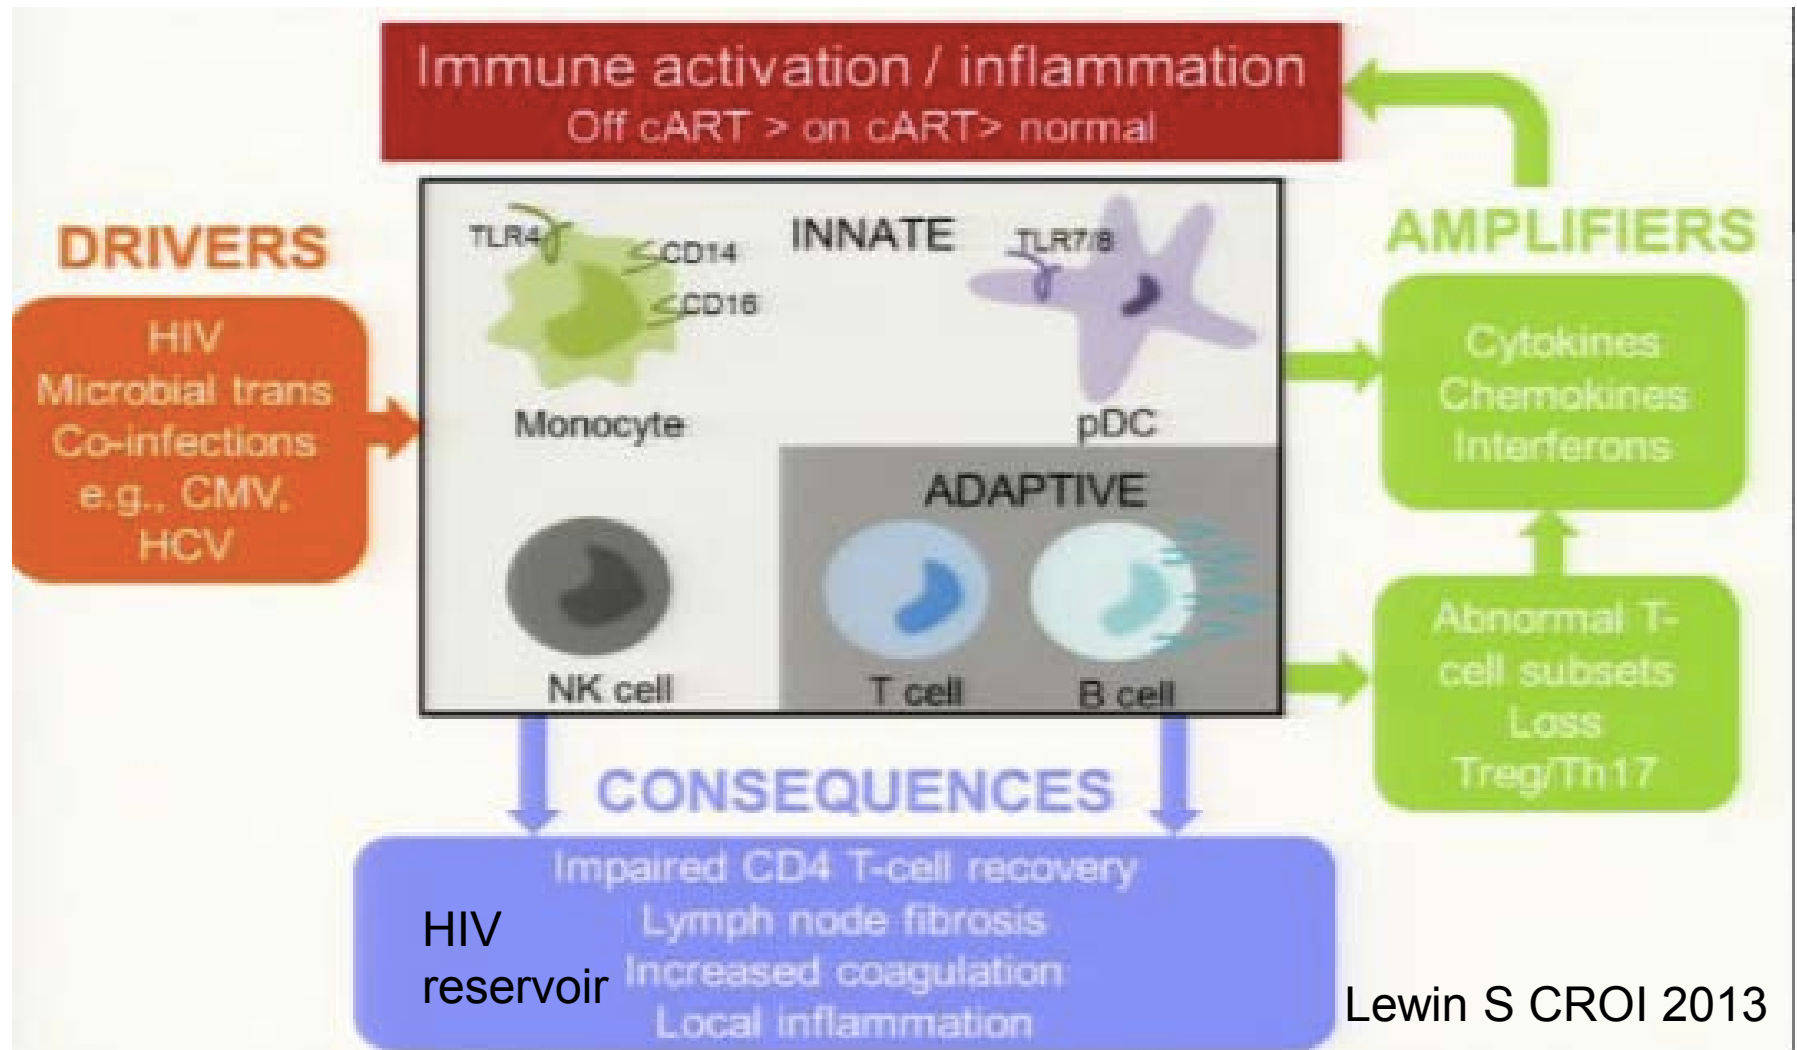 Immune activation / inflammation
Off cART > on cART> normal
DRIVERS
HIV
Microbial trans
Co-infections
e.g., CMV,
HCV
INNATE
TLR4
CD14
CD16
Monocyte
TLR7/8
pDC
NK cell
ADAPTIVE
T cell
B cell
AMPLIFIERS
Cytokines
Chemokines
Interferons
Abnormal T-
cell subsets
Loss
Treg/Th17
CONSEQUENCES
Impaired CD4 T-cell recovery
Lymph node fibrosis
Increased coagulation
Local inflammation
HIV
reservoir
Lewin S CROI 2013